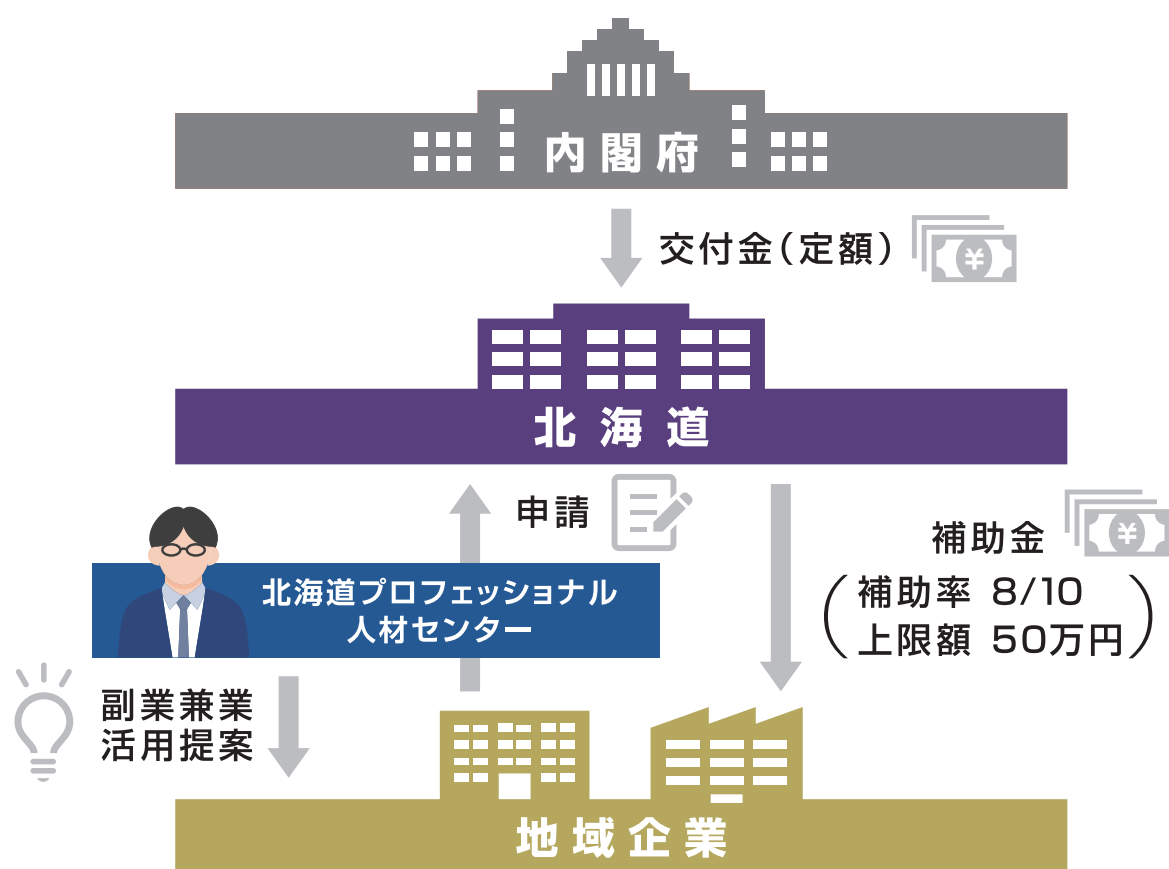 内閣府
交付金(定額)
¥
北海道
申請
補助金
¥
補助率 8/10
上限額 50万円
北海道プロフェッショナル
人材センター
副業兼業
活用提案
地域企業